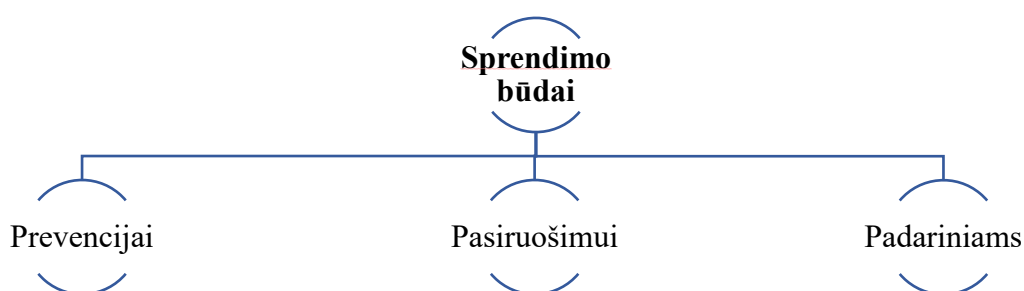 Sprendimo
būdai
Prevencijai
Pasiruošimui
Padariniams